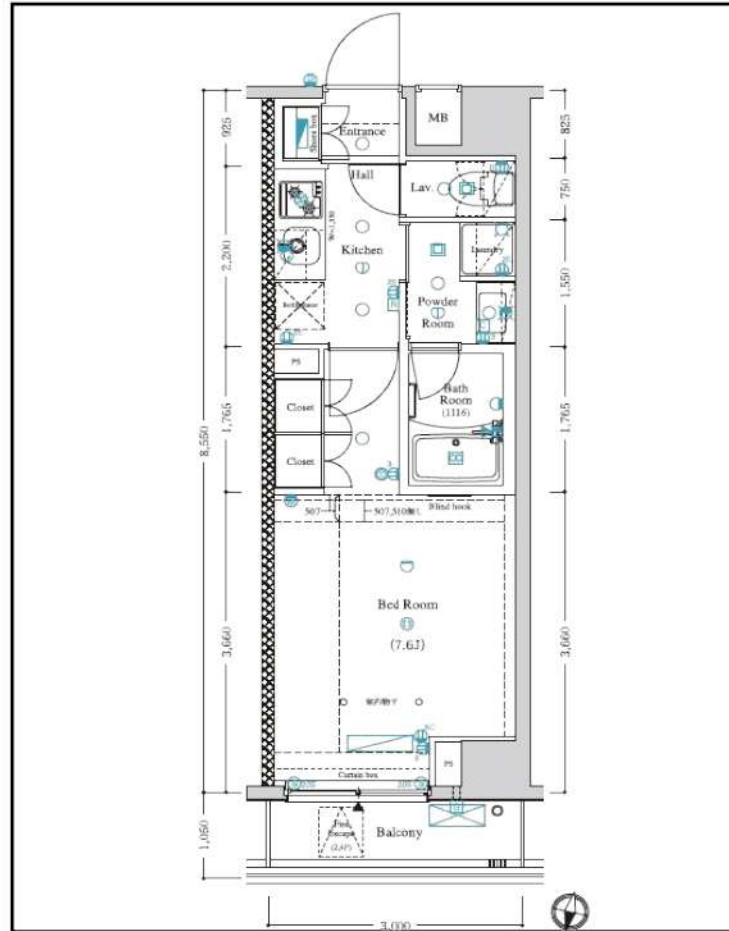 925
Shoes box
Entrance
MB
825
Hall
Lav.
750
2,200
Kitchen
Laundry
Powder
Room
1,550
PS
8,550
1,765
Closet
Closet
Bath
Room
(1116)
1,765
507
Blind hook
Bed Room
(7.6J)
3,660
3,660
PS
Curtain box
1,050
Balcony
3,000